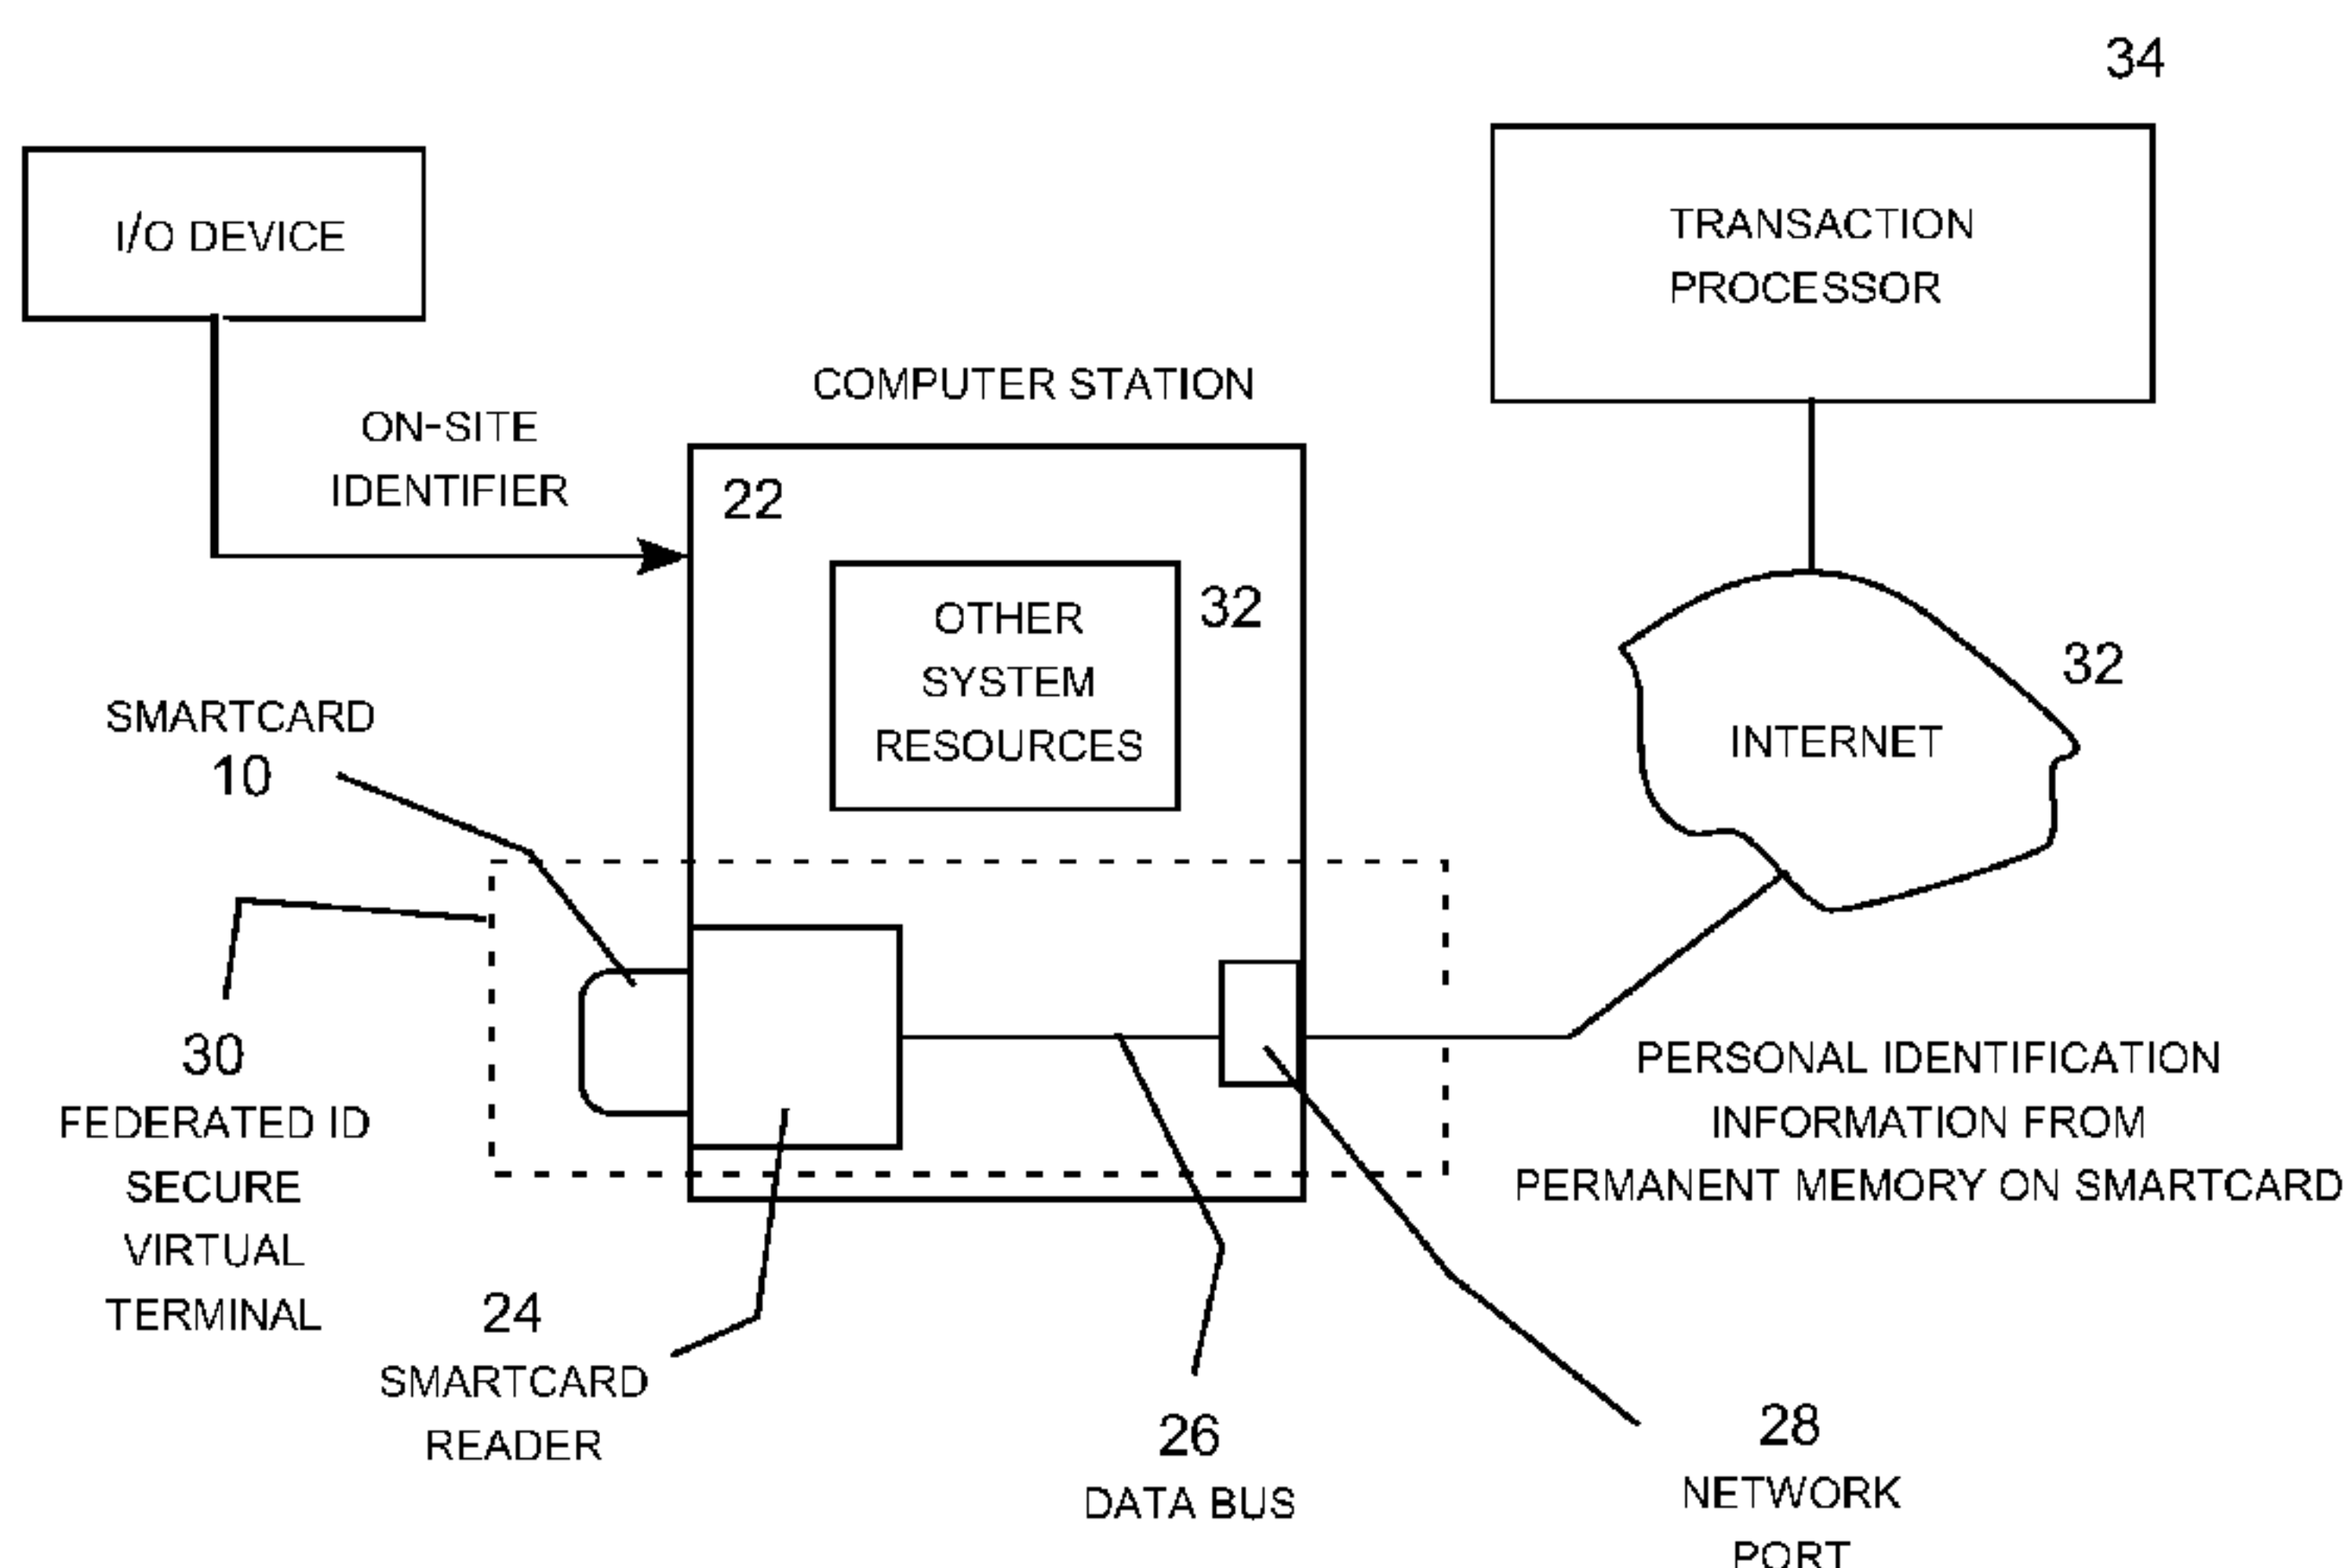 34
I/O DEVICE
TRANSACTION
PROCESSOR
COMPUTER STATION
ON-SITE
IDENTIFIER
22
OTHER
SYSTEM
RESOURCES
32
32
INTERNET
SMARTCARD
10
30
FEDERATED ID
SECURE
VIRTUAL
TERMINAL
PERSONAL IDENTIFICATION
INFORMATION FROM
PERMANENT MEMORY ON SMARTCARD
24
SMARTCARD
READER
26
DATA BUS
28
NETWORK
PORT